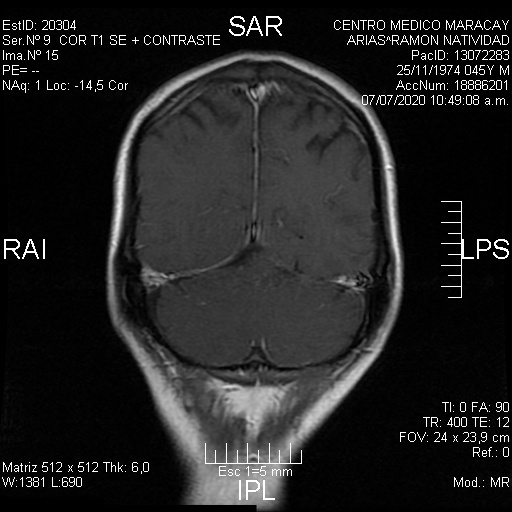 EstID: 20304
Ser.Nº 9 COR T1 SE + CONTRASTE
Ima.Nº 15
PE= --
NAq: 1 Loc: -14,5 Cor
SAR
CENTRO MEDICO MARACAY
ARIAS^RAMON NATIVIDAD
PacID: 13072283
25/11/1974 045Y M
AccNum: 18886201
07/07/2020 10:49:08 a.m.
RAI
LPS
Matriz 512 x 512 Thk: 6,0
W:1381 L:690
Esc 1=5 mm
IPL
TI: 0 FA: 90
TR: 400 TE: 12
FOV: 24 x 23,9 cm
Ref.: 0
Mod.: MR